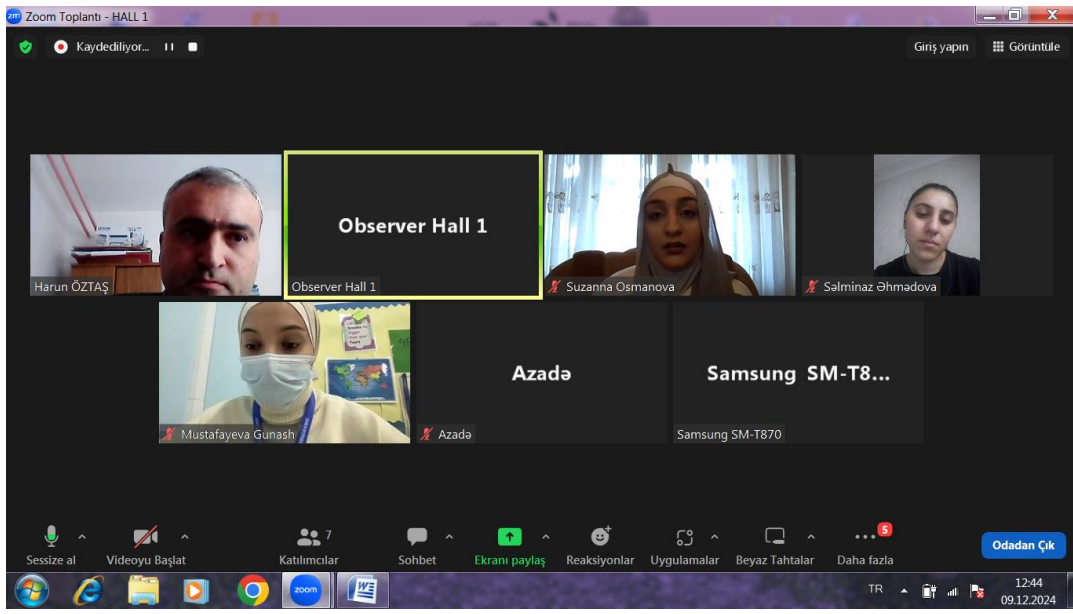 Zoom Toplantı - HALL 1
Kaydediliyor...
Giriş yapın
Görüntüle
Harun ÖZTAŞ
Observer Hall 1
Observer Hall 1
Suzanna Osmanova
Səlminaz Əhmədova
Mustafayeva Gunash
Azadə
Azadə
Samsung SM-T8...
Samsung SM-T870
Sessize al
Videoyu Başlat
7
Katılımcılar
Sohbet
Ekranı paylaş
Reaksiyonlar
Uygulamalar
Beyaz Tahtalar
5
Daha fazla
Odadan Çık
zoom
TR
12:44
09.12.2024